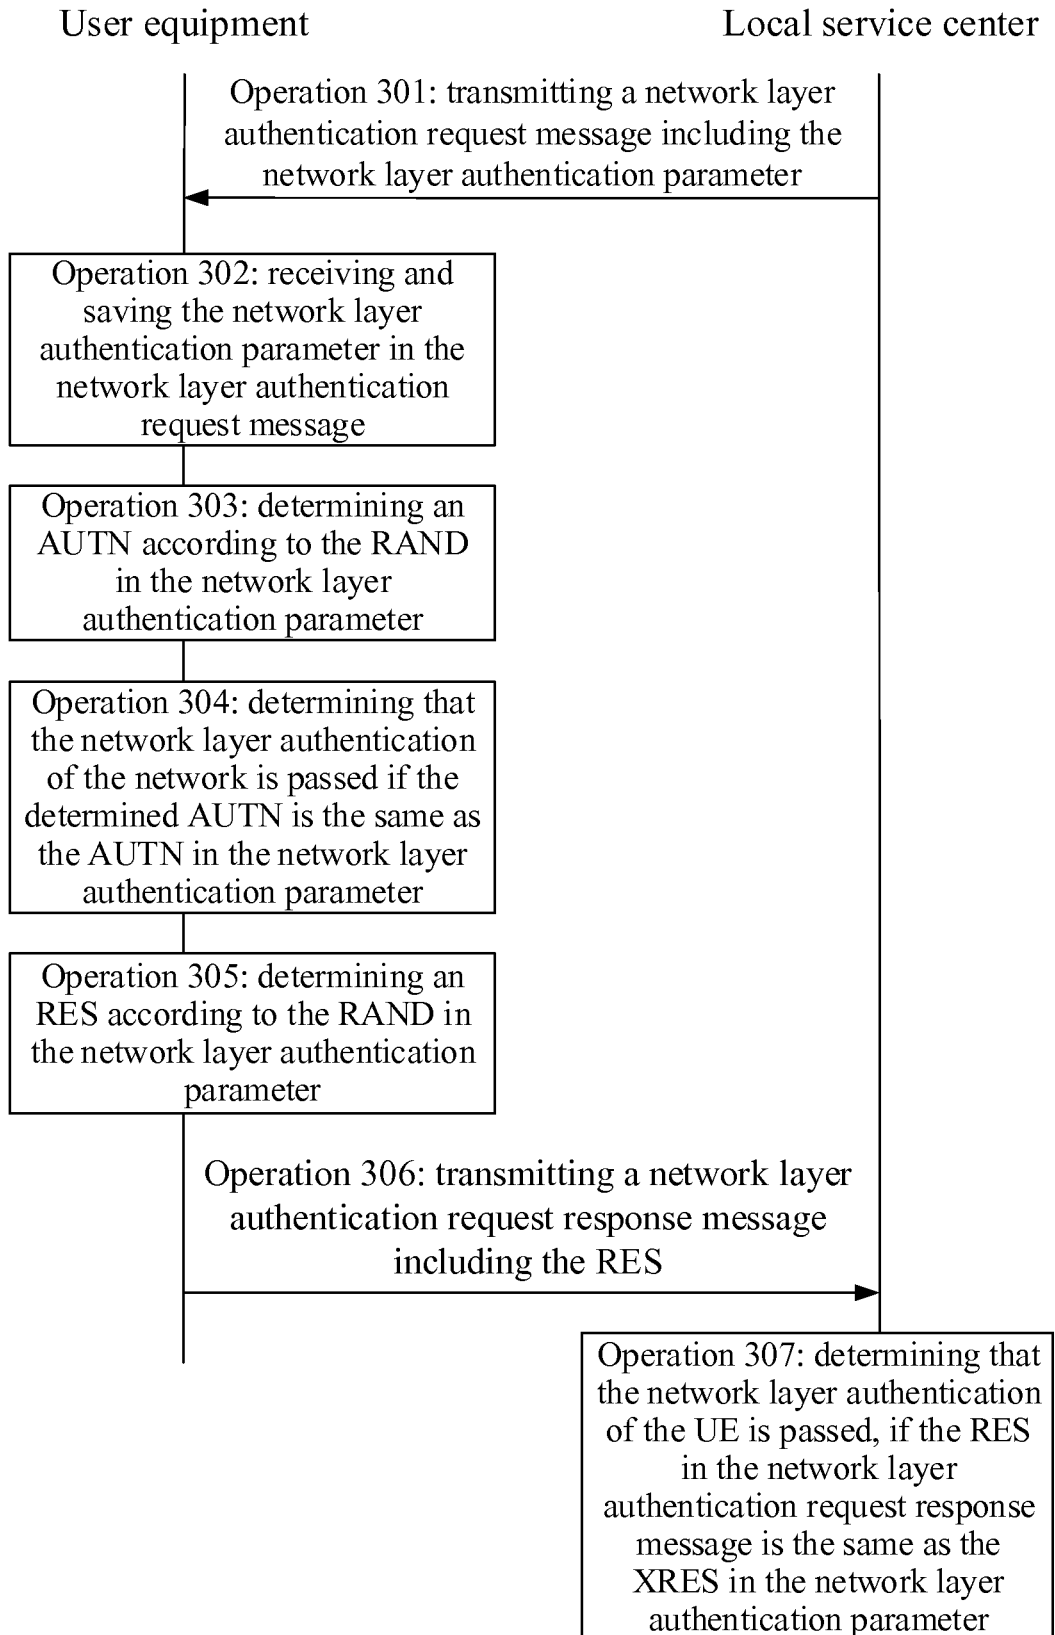 User equipment
Local service center
Operation 301: transmitting a network layer
authentication request message including the
network layer authentication parameter
Operation 302: receiving and
saving the network layer
authentication parameter in the
network layer authentication
request message
Operation 303: determining an
AUTN according to the RAND
in the network layer
authentication parameter
Operation 304: determining that
the network layer authentication
of the network is passed if the
determined AUTN is the same as
the AUTN in the network layer
authentication parameter
Operation 305: determining an
RES according to the RAND in
the network layer authentication
parameter
Operation 306: transmitting a network layer
authentication request response message
including the RES
Operation 307: determining that
the network layer authentication
of the UE is passed, if the RES
in the network layer
authentication request response
message is the same as the
XRES in the network layer
authentication parameter